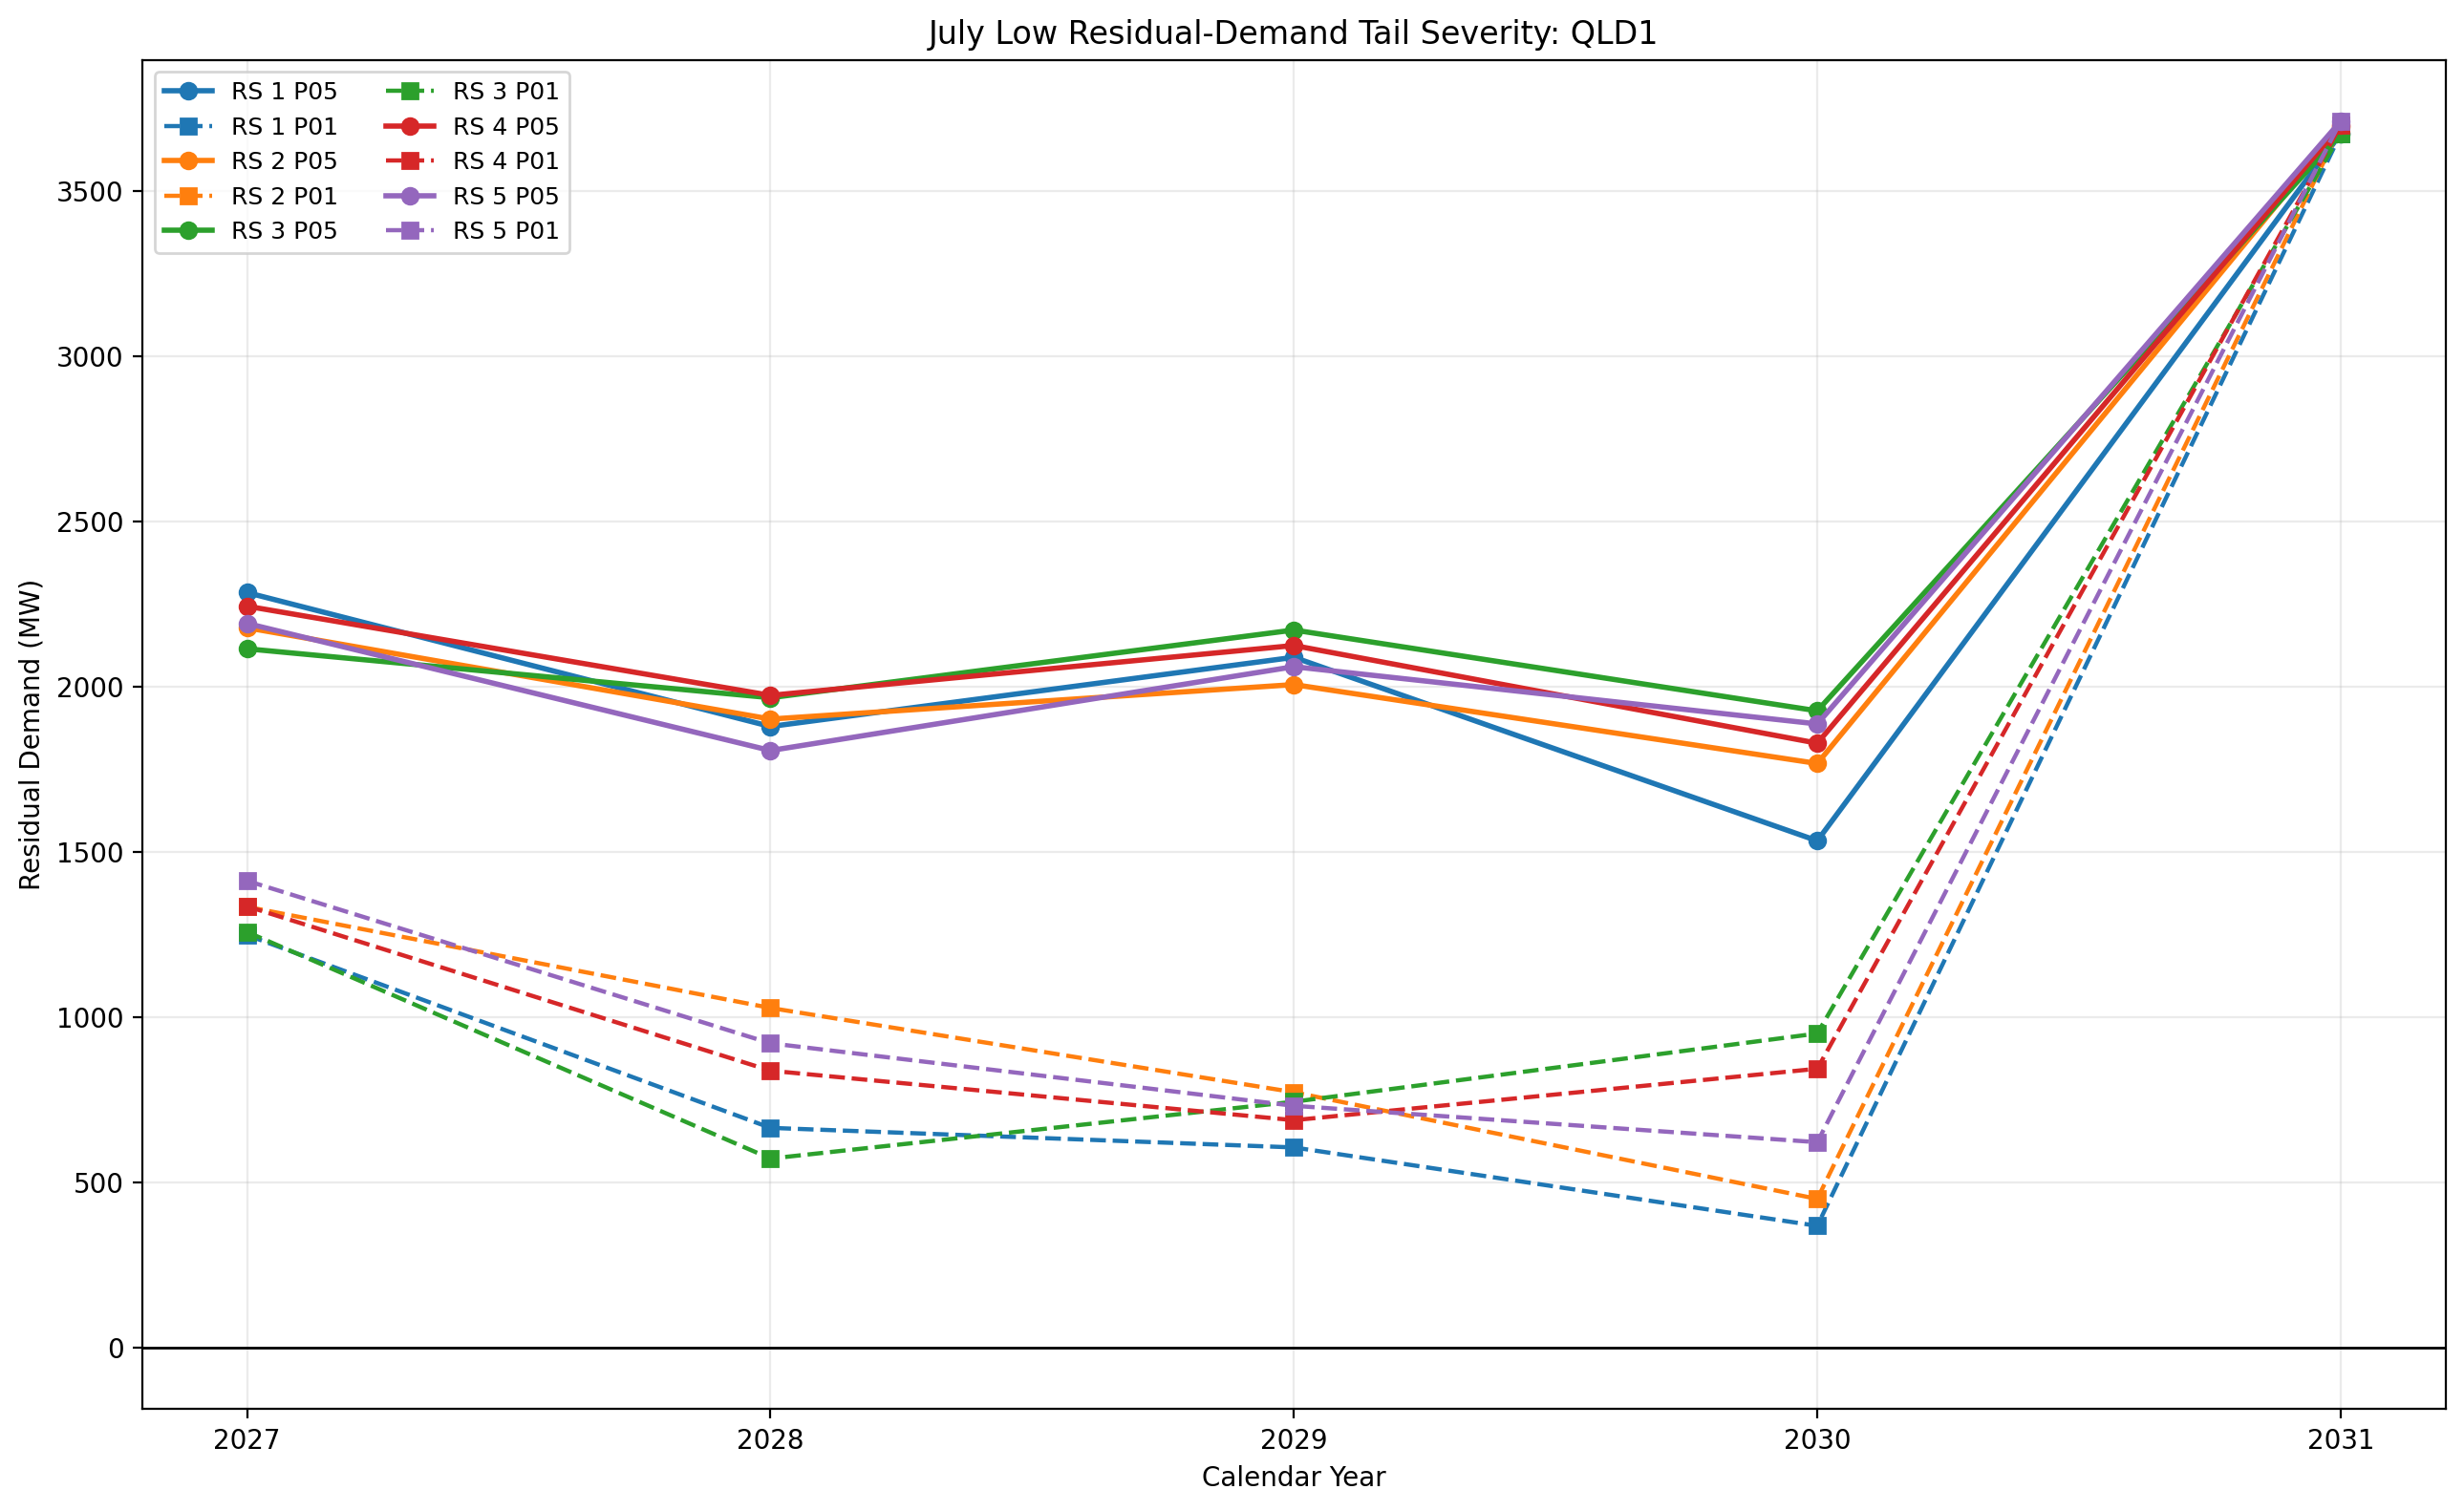 July Low Residual-Demand Tail Severity: QLD1
RS 1 P05
RS 1 P01
RS 2 P05
RS 2 P01
RS 3 P05
RS 3 P01
RS 4 P05
RS 4 P01
RS 5 P05
RS 5 P01
Residual Demand (MW)
3500
3000
2500
2000
1500
1000
500
0
2027 2028 2029 2030 2031
Calendar Year